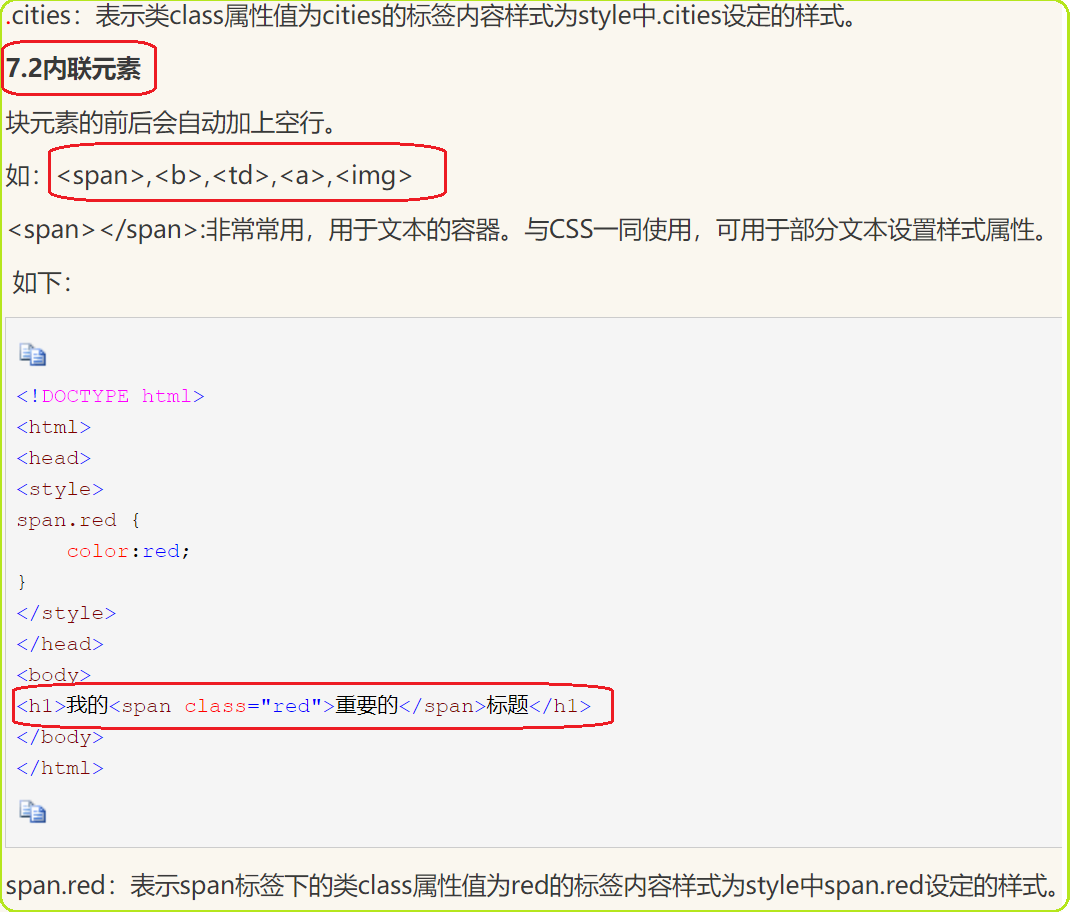 .cities：表示类class属性值为cities的标签内容样式为style中.cities设定的样式。
7.2内联元素
块元素的前后会自动加上空行。
如：<span>,<b>,<td>,<a>,<img>
<span></span>:非常常用，用于文本的容器。与CSS一同使用，可用于部分文本设置样式属性。
如下：
<!DOCTYPE html>
<html>
<head>
<style>
span.red {
    color:red;
}
</style>
</head>
<body>
<h1>我的<span class="red">重要的</span>标题</h1>
</body>
</html>
span.red：表示span标签下的类class属性值为red的标签内容样式为style中span.red设定的样式。